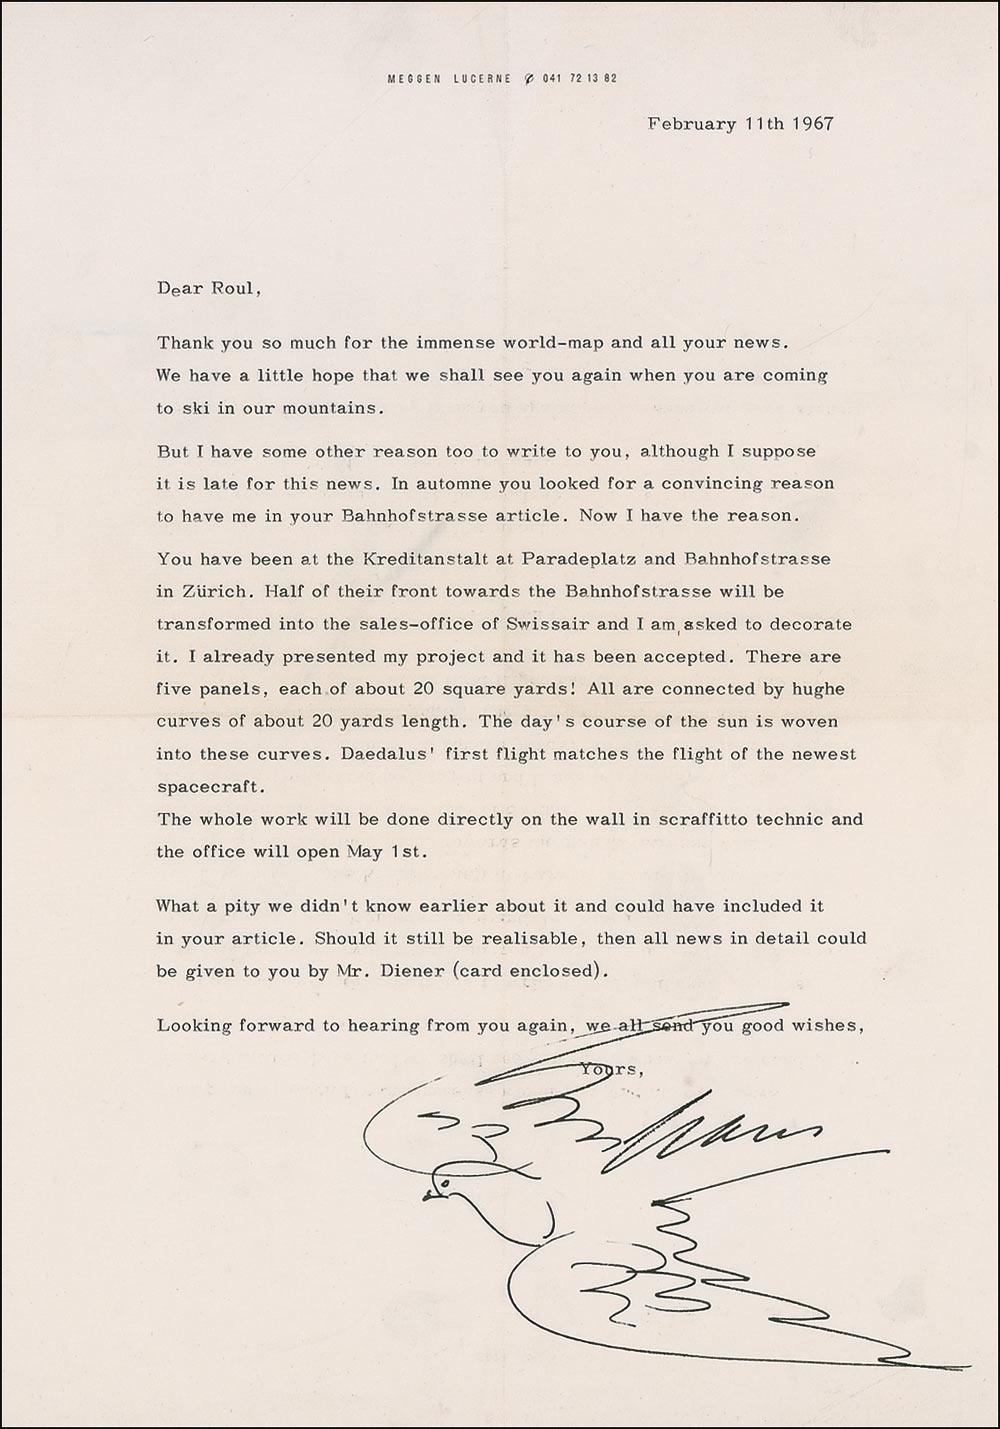 MEGGEN LUCERNE ✆ 041 72 13 82
February 11th 1967
Dear Roul,
Thank you so much for the immense world-map and all your news.
We have a little hope that we shall see you again when you are coming
to ski in our mountains.
But I have some other reason too to write to you, although I suppose
it is late for this news. In automne you looked for a convincing reason
to have me in your Bahnhofstrasse article. Now I have the reason.
You have been at the Kreditanstalt at Paradeplatz and Bahnhofstrasse
in Zürich. Half of their front towards the Bahnhofstrasse will be
transformed into the sales-office of Swissair and I am asked to decorate
it. I already presented my project and it has been accepted. There are
five panels, each of about 20 square yards! All are connected by hughe
curves of about 20 yards length. The day's course of the sun is woven
into these curves. Daedalus' first flight matches the flight of the newest
spacecraft.
The whole work will be done directly on the wall in scraffitto technic and
the office will open May 1st.
What a pity we didn't know earlier about it and could have included it
in your article. Should it still be realisable, then all news in detail could
be given to you by Mr. Diener (card enclosed).
Looking forward to hearing from you again, we all send you good wishes,
Yours,